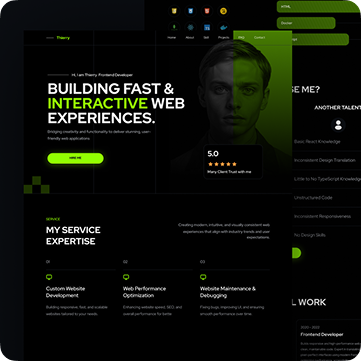 HTML
Docker
Thierry
Home
About
Skill
Projects
Contact
Hi, I am Thierry, Frontend Developer
BUILDING FAST &
INTERACTIVE WEB
EXPERIENCES.
Bridging creativity and functionality to deliver stunning, user-
friendly web applications
HIRE ME
5.0
Many Client Trust with me
SE ME?
ANOTHER TALENT
Basic React Knowledge
Inconsistent Design Translation
Little to No TypeScript Knowledge
Unstructured Code
Inconsistent Responsiveness
No Design Skills
SERVICE
MY SERVICE
EXPERTISE
Creating modern, intuitive, and visually consistent web
experiences that align with industry trends and user
expectations.
01
02
03
Custom Website
Development
Building responsive, fast, and scalable
websites tailored to your needs.
Web Performance
Optimization
Enhancing website speed, SEO, and
overall performance for better
Website Maintenance &
Debugging
Fixing bugs, improving UI, and ensuring
smooth performance over time.
L WORK
Frontend Developer